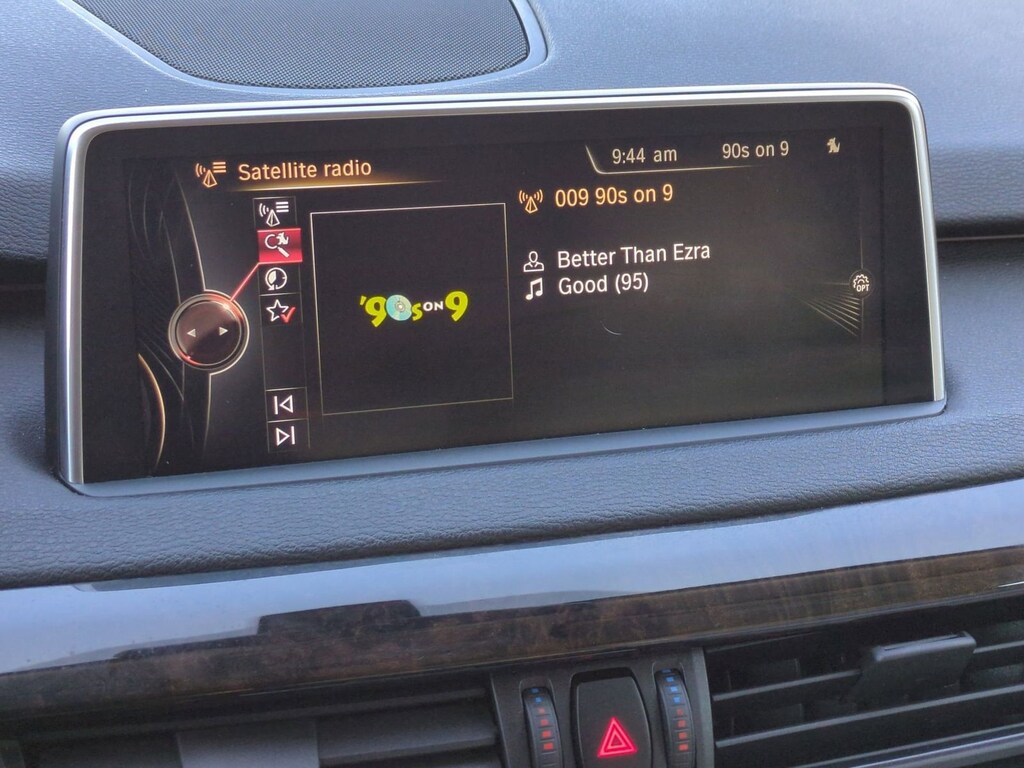 Satellite radio
9:44 am 90s on 9
009 90s on 9
Better Than Ezra
Good (95)
'90s ON 9
OPT